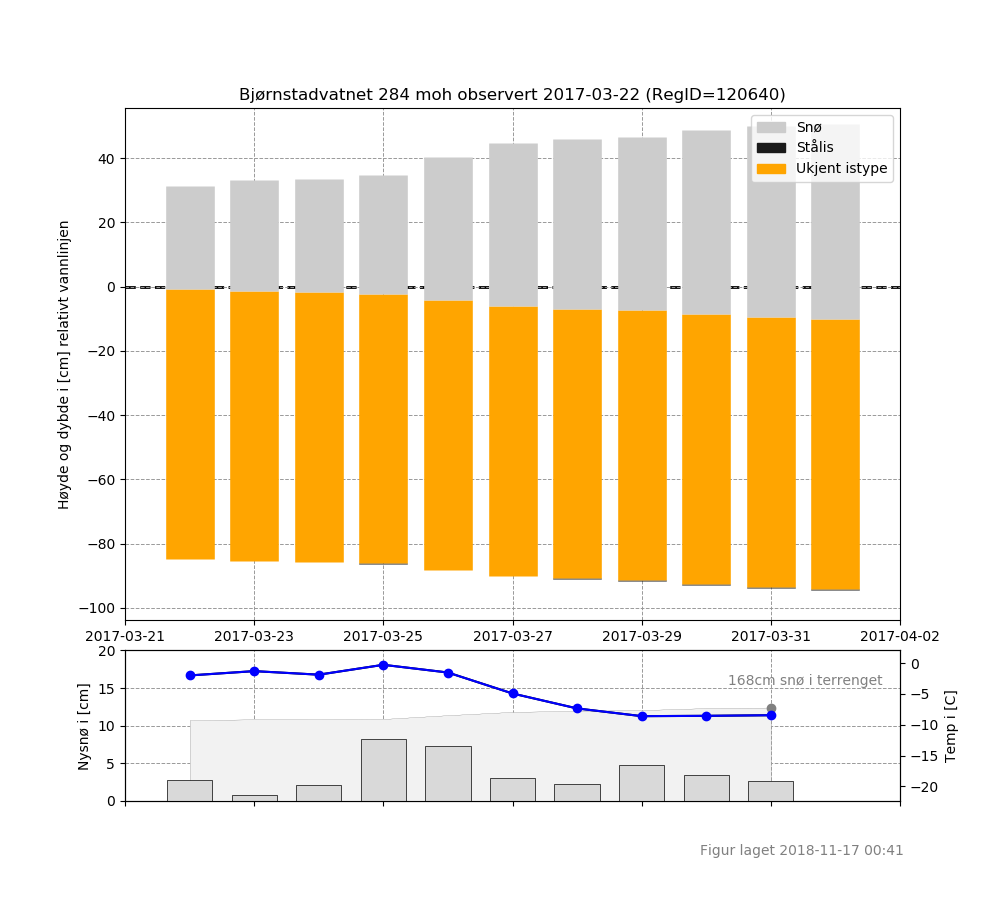 Bjørnstadvatnet 284 moh observert 2017-03-22 (RegID=120640)
Snø
Stålis
Ukjent istype
Høyde og dybde i [cm] relativt vannlinjen
40
20
0
−20
−40
−60
−80
−100
2017-03-21 2017-03-23 2017-03-25 2017-03-27 2017-03-29 2017-03-31 2017-04-02
Nysnø i [cm]
20
15
10
5
0
168cm snø i terrenget
0
−5
−10
−15
−20
Temp i [C]
Figur laget 2018-11-17 00:41